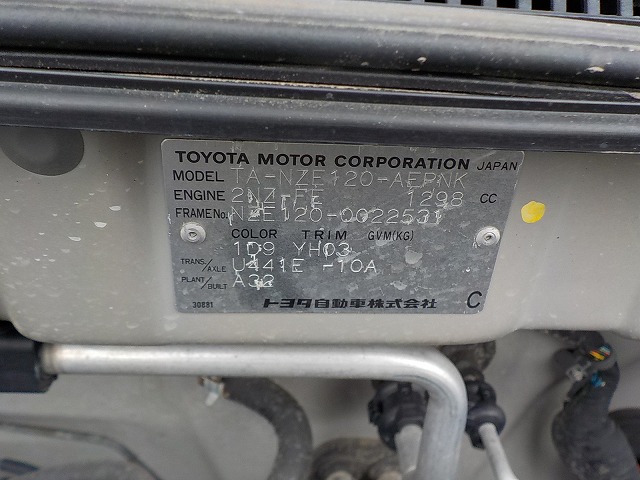 TOYOTA MOTOR CORPORATION JAPAN
MODEL TA-NZE120-AEPNK
ENGINE 2NZ-FE 1298 CC
FRAME No. NZE120-0022531
COLOR TRIM GVM(KG)
1D9 YH03
TRANS./AXLE U441E -10A
PLANT/BUILT A32
30881 トヨタ自動車株式会社 C